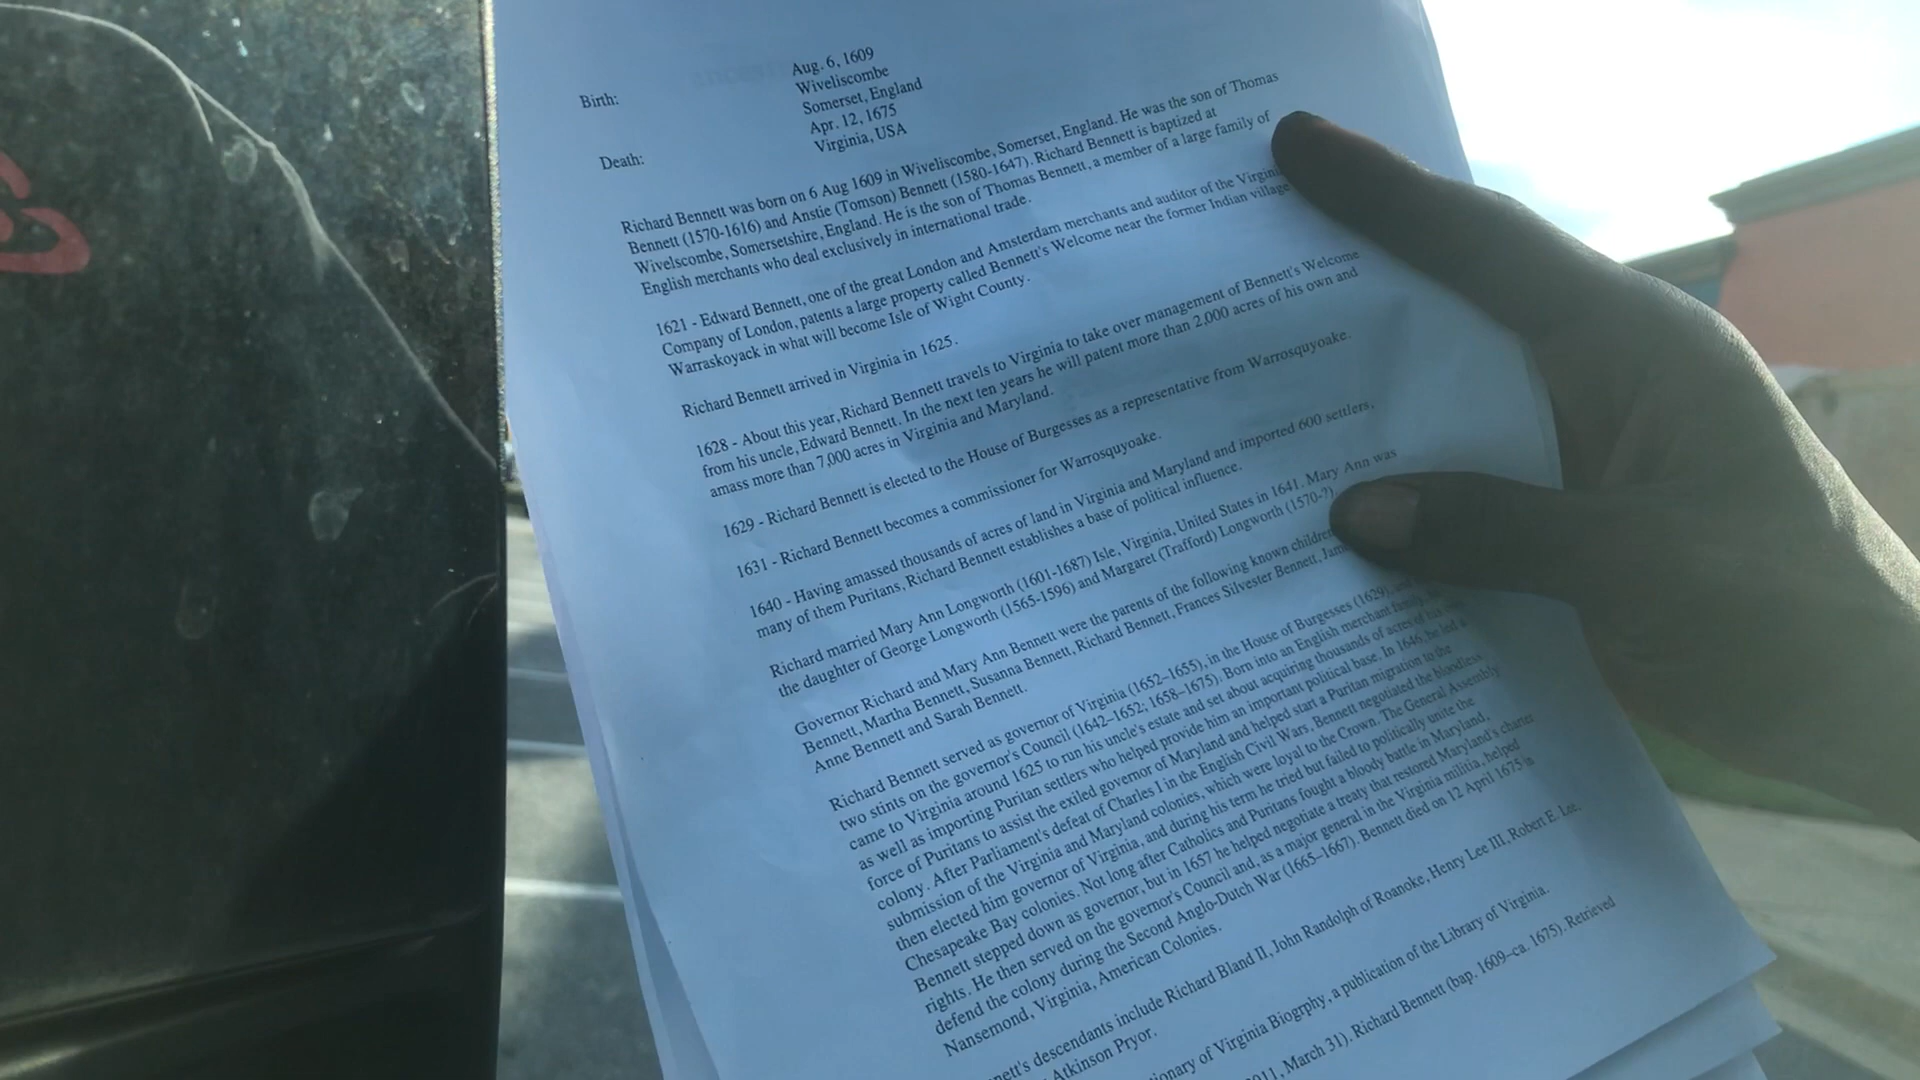 Birth:
Aug. 6, 1609
Wiveliscombe
Somerset, England
Death:
Apr. 12, 1675
Virginia, USA
Richard Bennett was born on 6 Aug 1609 in Wiveliscombe, Somerset, England. He was the son of Thomas
Bennett (1570-1616) and Anstie (Tomson) Bennett (1580-1647). Richard Bennett is baptized at
Wivelscombe, Somersetshire, England. He is the son of Thomas Bennett, a member of a large family of
English merchants who deal exclusively in international trade.
1621 - Edward Bennett, one of the great London and Amsterdam merchants and auditor of the Virginia
Company of London, patents a large property called Bennett's Welcome near the former Indian village
Warraskoyack in what will become Isle of Wight County.
Richard Bennett arrived in Virginia in 1625.
1628 - About this year, Richard Bennett travels to Virginia to take over management of Bennett's Welcome
from his uncle, Edward Bennett. In the next ten years he will patent more than 2,000 acres of his own and
amass more than 7,000 acres in Virginia and Maryland.
1629 - Richard Bennett is elected to the House of Burgesses as a representative from Warrosquyoake.
1631 - Richard Bennett becomes a commissioner for Warrosquyoake.
1640 - Having amassed thousands of acres of land in Virginia and Maryland and imported 600 settlers,
many of them Puritans, Richard Bennett establishes a base of political influence.
Richard married Mary Ann Longworth (1601-1687) Isle, Virginia, United States in 1641. Mary Ann was
the daughter of George Longworth (1565-1596) and Margaret (Trafford) Longworth (1570-?)
Governor Richard and Mary Ann Bennett were the parents of the following known children
Bennett, Martha Bennett, Susanna Bennett, Richard Bennett, Frances Silvester Bennett, Jam
Anne Bennett and Sarah Bennett.
Richard Bennett served as governor of Virginia (1652–1655), in the House of Burgesses (1629),
two stints on the governor's Council (1642–1652; 1658–1675). Born into an English merchant family,
came to Virginia around 1625 to run his uncle's estate and set about acquiring thousands of acres of his
as well as importing Puritan settlers who helped provide him an important political base. In 1646, he led a
force of Puritans to assist the exiled governor of Maryland and helped start a Puritan migration to the
colony. After Parliament's defeat of Charles I in the English Civil Wars, Bennett negotiated the bloodless
submission of the Virginia and Maryland colonies, which were loyal to the Crown. The General Assembly
then elected him governor of Virginia, and during his term he tried but failed to politically unite the
Chesapeake Bay colonies. Not long after Catholics and Puritans fought a bloody battle in Maryland,
Bennett stepped down as governor, but in 1657 he helped negotiate a treaty that restored Maryland's charter
rights. He then served on the governor's Council and, as a major general in the Virginia militia, helped
defend the colony during the Second Anglo-Dutch War (1665–1667). Bennett died on 12 April 1675 in
Nansemond, Virginia, American Colonies.
nett's descendants include Richard Bland II, John Randolph of Roanoke, Henry Lee III, Robert E. Lee,
Atkinson Pryor.
ionary of Virginia Biogrphy, a publication of the Library of Virginia.
011, March 31). Richard Bennett (bap. 1609–ca. 1675). Retrieved